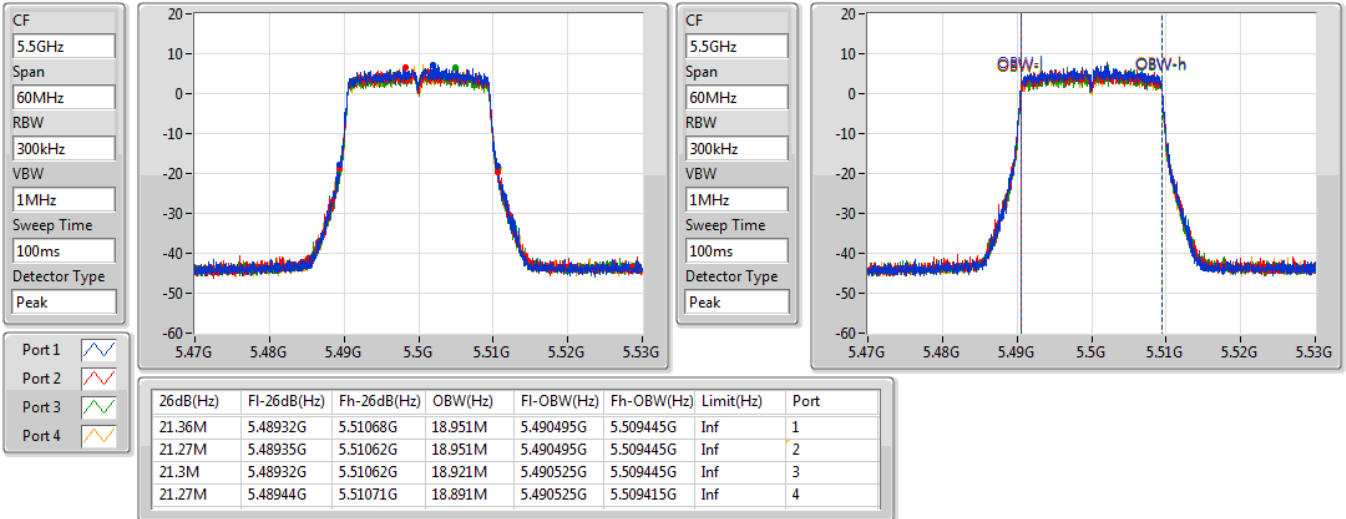 CF
5.5GHz
Span
60MHz
RBW
300kHz
VBW
1MHz
Sweep Time
100ms
Detector Type
Peak
20
10
0
-10
-20
-30
-40
-50
-60
5.47G 5.48G 5.49G 5.5G 5.51G 5.52G 5.53G
CF
5.5GHz
Span
60MHz
RBW
300kHz
VBW
1MHz
Sweep Time
100ms
Detector Type
Peak
20
10
0
-10
-20
-30
-40
-50
-60
OBW-l OBW-h
5.47G 5.48G 5.49G 5.5G 5.51G 5.52G 5.53G
Port 1
Port 2
Port 3
Port 4
26dB(Hz) Fl-26dB(Hz) Fh-26dB(Hz) OBW(Hz) Fl-OBW(Hz) Fh-OBW(Hz) Limit(Hz) Port
21.36M 5.48932G 5.51068G 18.951M 5.490495G 5.509445G Inf 1
21.27M 5.48935G 5.51062G 18.951M 5.490495G 5.509445G Inf 2
21.3M 5.48932G 5.51062G 18.921M 5.490525G 5.509445G Inf 3
21.27M 5.48944G 5.51071G 18.891M 5.490525G 5.509415G Inf 4